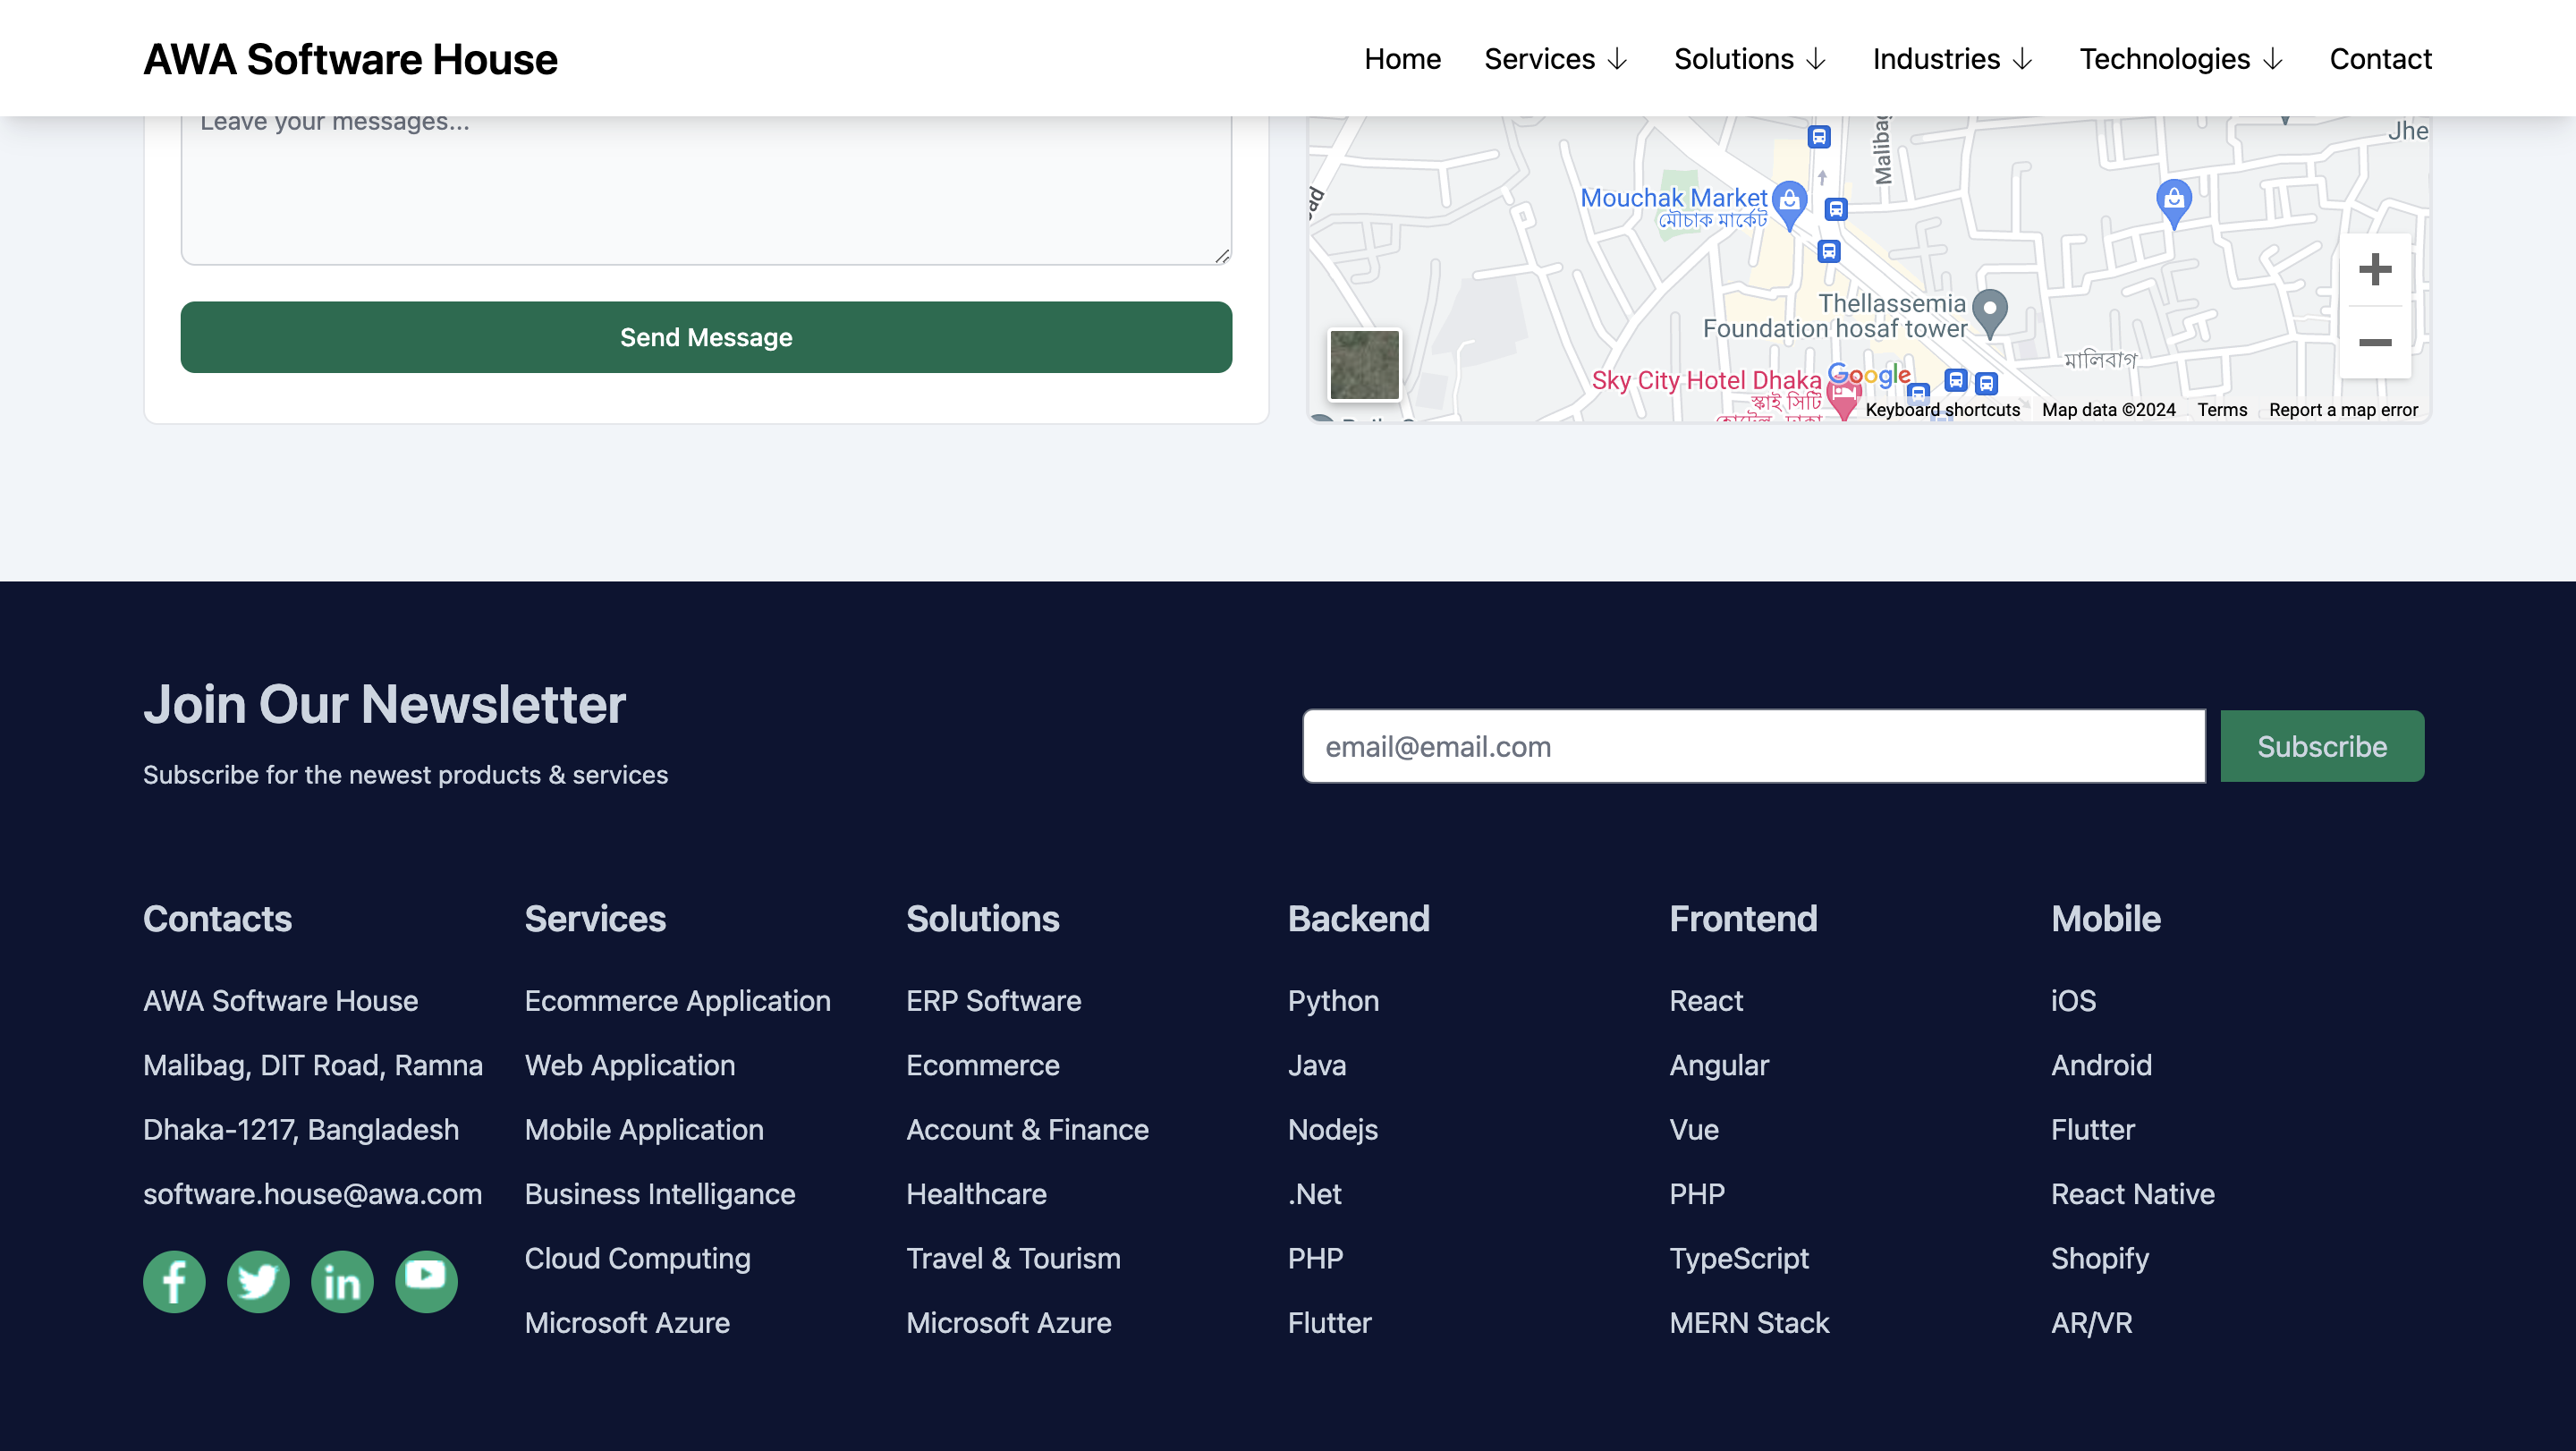 AWA Software House
Home
Services
Solutions
Industries
Technologies
Contact
Leave your messages...
Send Message
Malibag
Jhe
ad
Mouchak Market
মৌচাক মার্কেট
Thellassemia
Foundation hosaf tower
মালিবাগ
Sky City Hotel Dhaka
স্কাই সিটি
Google
Keyboard shortcuts
Map data ©2024
Terms
Report a map error
Join Our Newsletter
Subscribe for the newest products & services
email@email.com
Subscribe
Contacts
AWA Software House
Malibag, DIT Road, Ramna
Dhaka-1217, Bangladesh
software.house@awa.com
Services
Ecommerce Application
Web Application
Mobile Application
Business Intelligance
Cloud Computing
Microsoft Azure
Solutions
ERP Software
Ecommerce
Account & Finance
Healthcare
Travel & Tourism
Microsoft Azure
Backend
Python
Java
Nodejs
.Net
PHP
Flutter
Frontend
React
Angular
Vue
PHP
TypeScript
MERN Stack
Mobile
iOS
Android
Flutter
React Native
Shopify
AR/VR